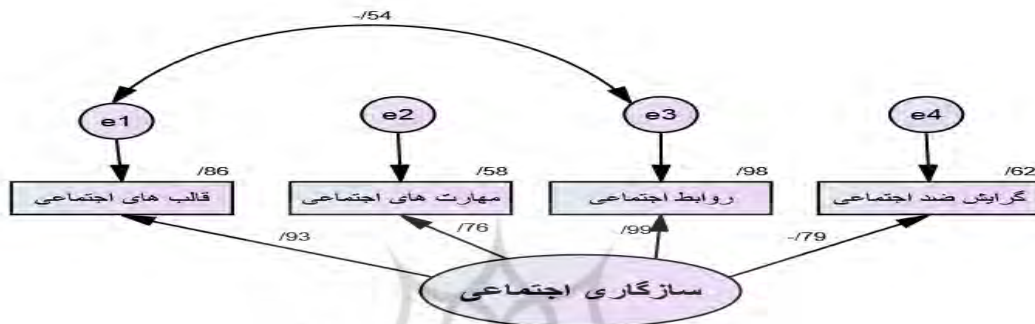 -/54
e1
e2
e3
e4
/86
/58
/98
/62
قالب های اجتماعی
مهارت های اجتماعی
روابط اجتماعی
گرایش ضد اجتماعی
/93
/76
/99
-/79
سازگاری اجتماعی